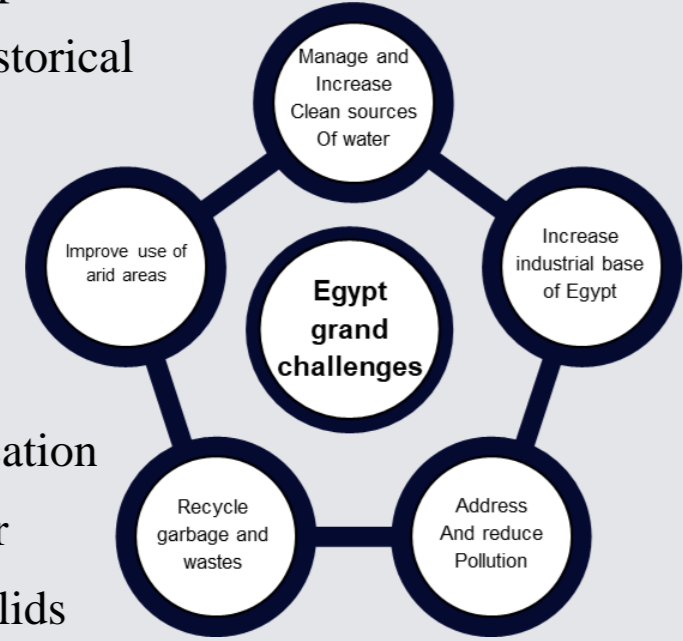 storical
Manage and
Increase
Clean sources
Of water
Increase
industrial base
of Egypt
Improve use of
arid areas
Egypt
grand
challenges
Recycle
garbage and
wastes
Address
And reduce
Pollution
lids